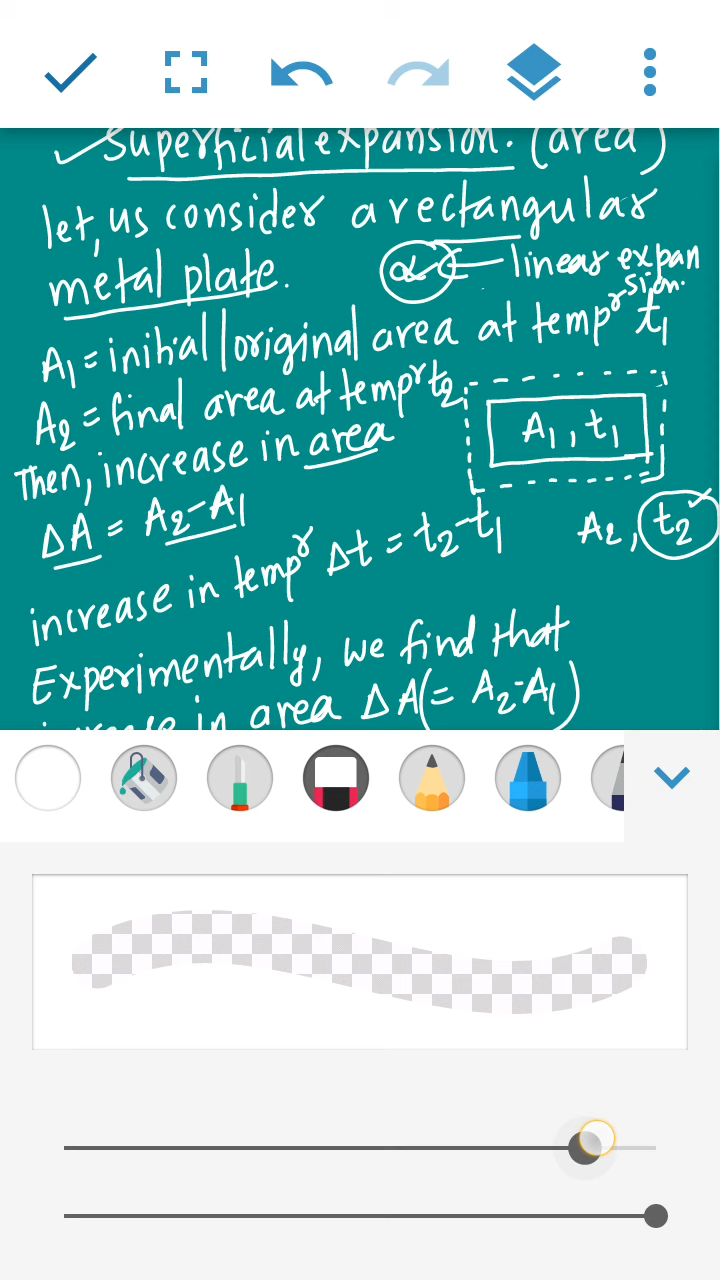 Superficial expansion. (area)
let, us consider a rectangular
metal plate. α ← linear expansion.
A1 = initial/original area at tempr t1
A2 = final area at tempr t2
A1, t1
Then, increase in area
ΔA = A2-A1
A2, t2
increase in tempr Δt = t2-t1
Experimentally, we find that
increase in area ΔA(= A2-A1)